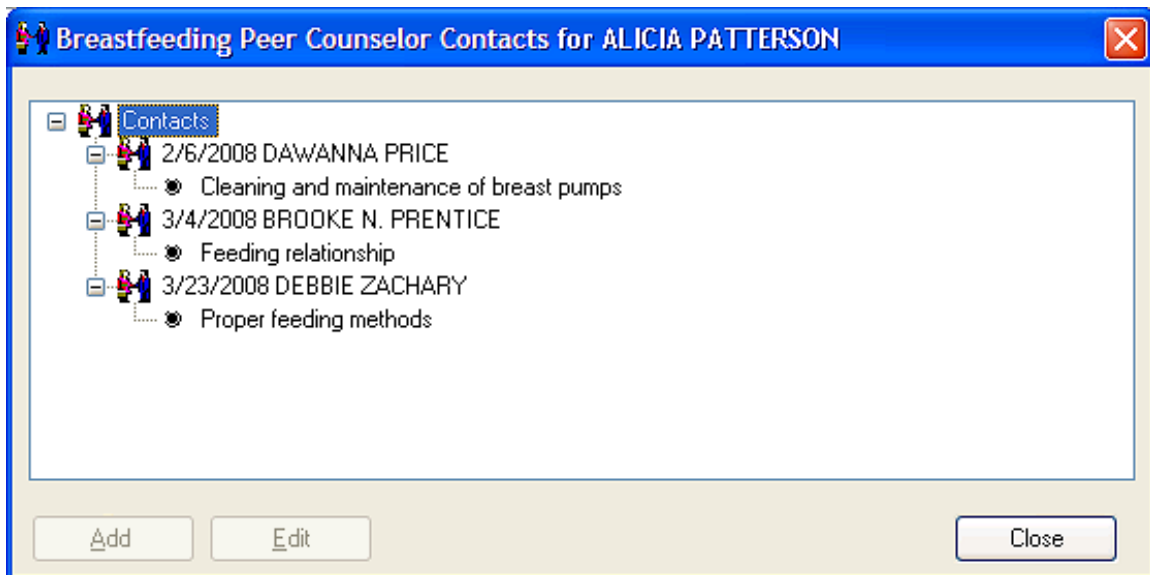 Breastfeeding Peer Counselor Contacts for ALICIA PATTERSON
Contacts
2/6/2008 DAWANNA PRICE
Cleaning and maintenance of breast pumps
3/4/2008 BROOKE N. PRENTICE
Feeding relationship
3/23/2008 DEBBIE ZACHARY
Proper feeding methods
Add Edit Close